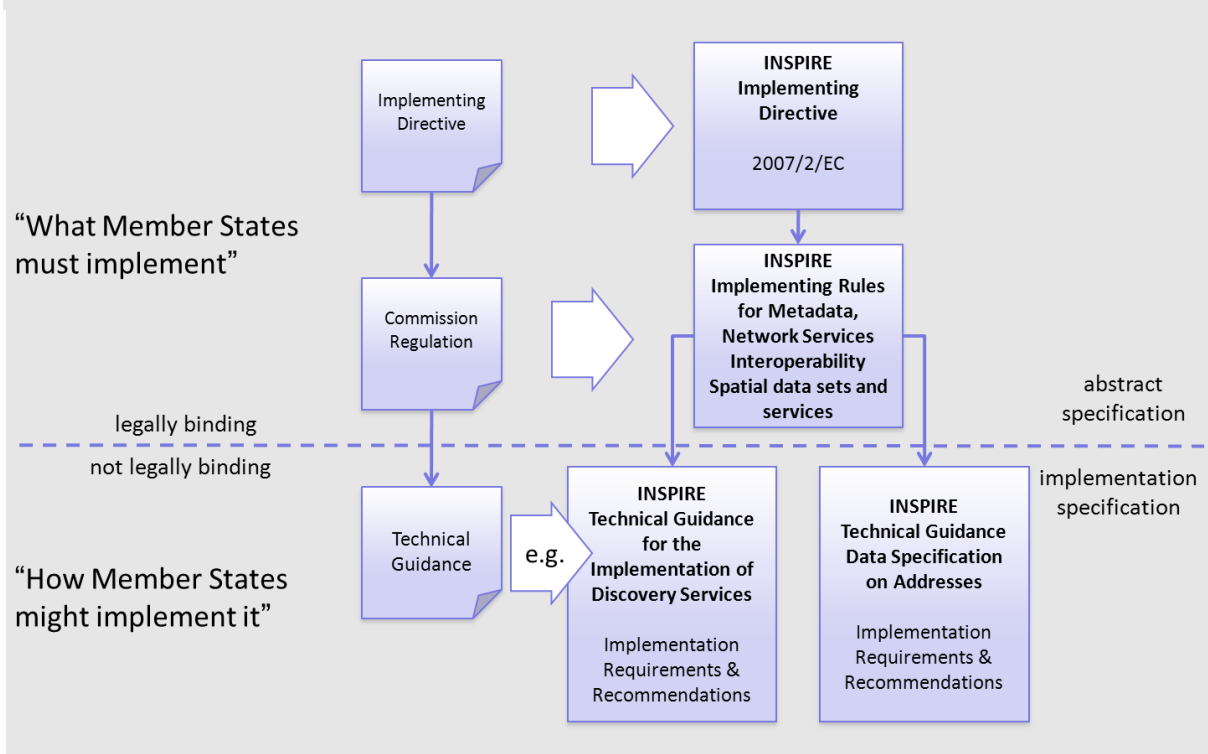 Implementing
Directive
INSPIRE
Implementing
Directive
2007/2/EC
“What Member States
must implement”
Commission
Regulation
INSPIRE
Implementing Rules
for Metadata,
Network Services
Interoperability
Spatial data sets and
services
abstract
specification
legally binding
not legally binding
implementation
specification
“How Member States
might implement it”
Technical
Guidance
e.g.
INSPIRE
Technical Guidance
for the
Implementation of
Discovery Services
Implementation
Requirements &
Recommendations
INSPIRE
Technical Guidance
Data Specification
on Addresses
Implementation
Requirements &
Recommendations